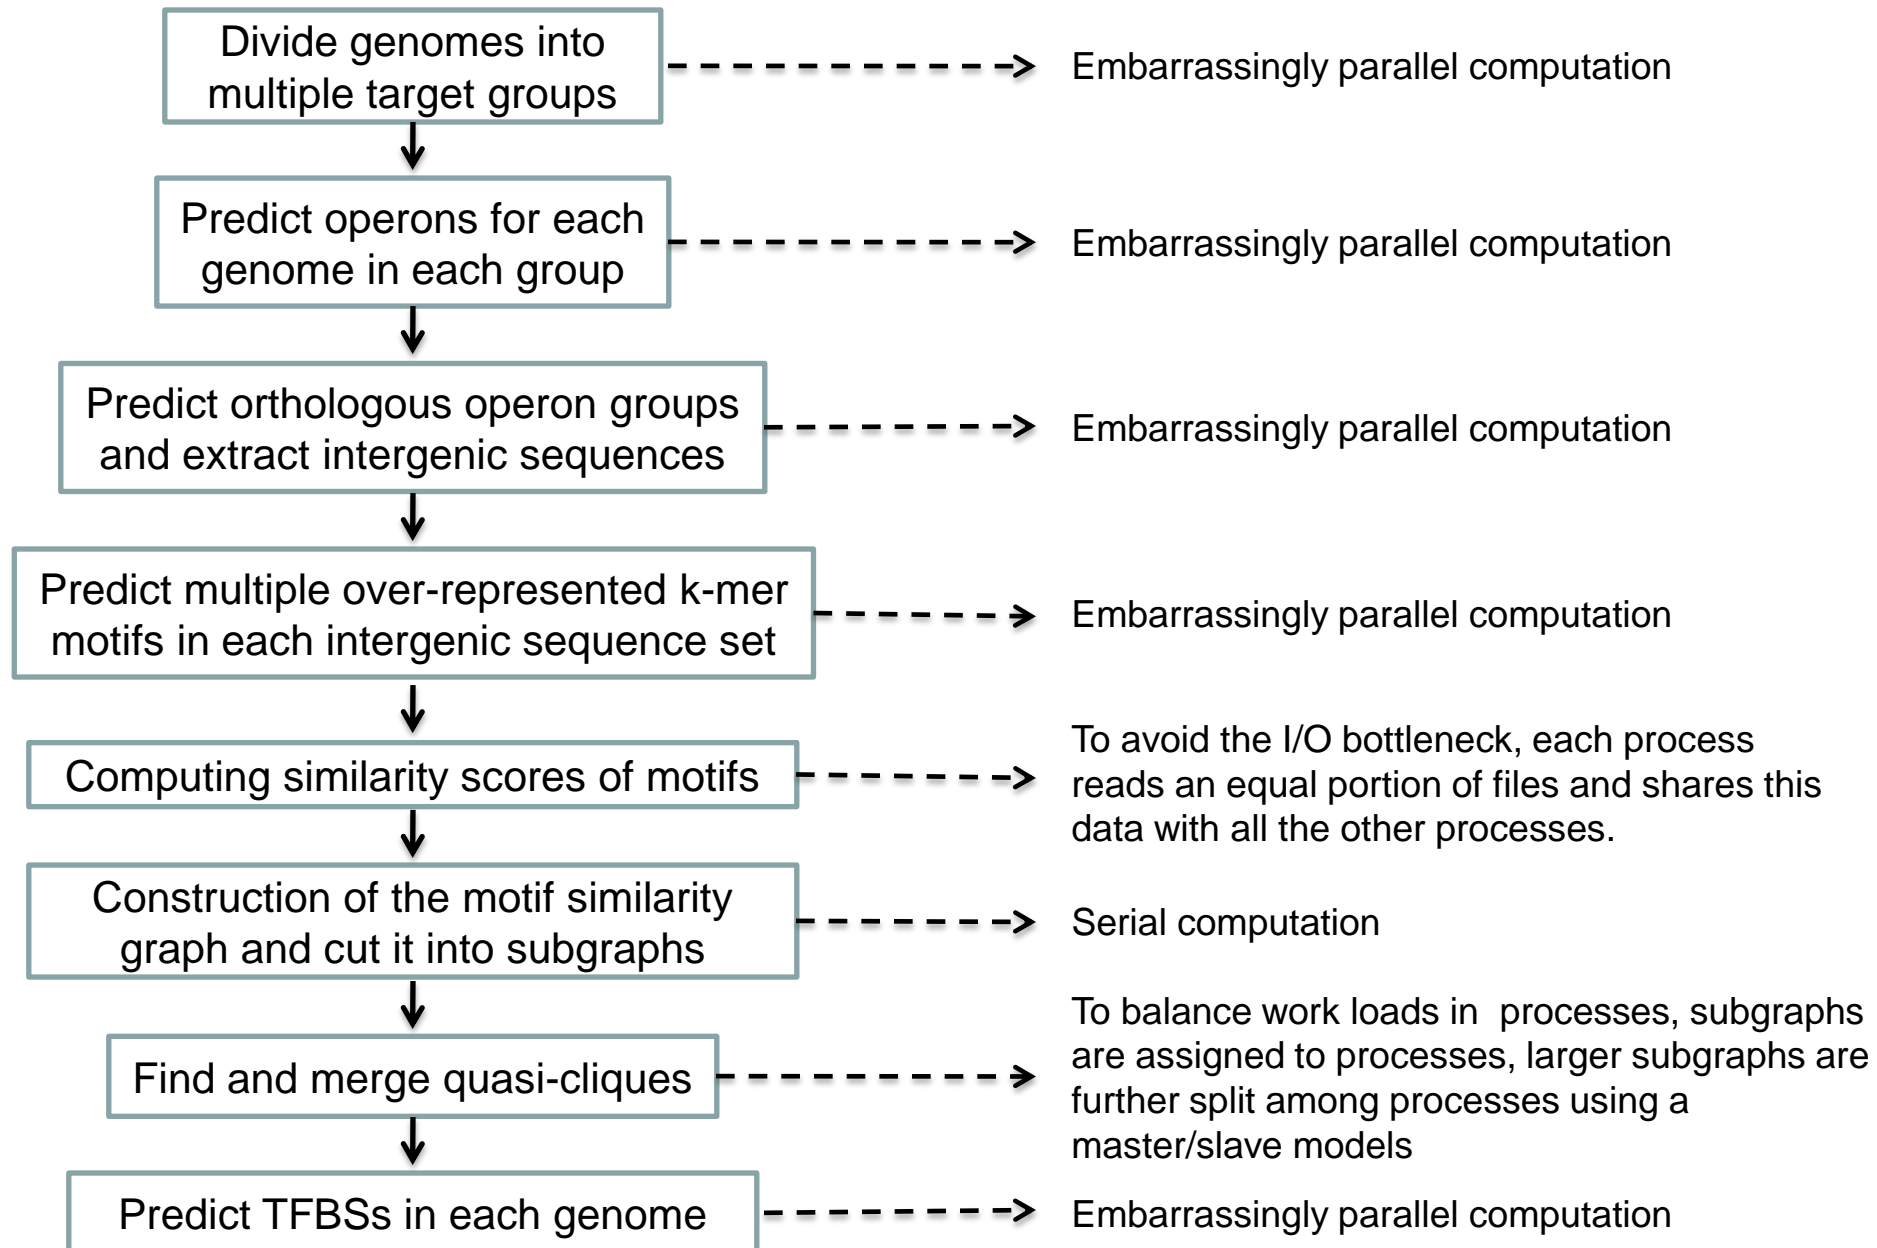 Divide genomes into
multiple target groups
Embarrassingly parallel computation
Predict operons for each
genome in each group
Embarrassingly parallel computation
Predict orthologous operon groups
and extract intergenic sequences
Embarrassingly parallel computation
Predict multiple over-represented k-mer
motifs in each intergenic sequence set
Embarrassingly parallel computation
Computing similarity scores of motifs
To avoid the I/O bottleneck, each process
reads an equal portion of files and shares this
data with all the other processes.
Construction of the motif similarity
graph and cut it into subgraphs
Serial computation
Find and merge quasi-cliques
To balance work loads in  processes, subgraphs
are assigned to processes, larger subgraphs are
further split among processes using a
master/slave models
Predict TFBSs in each genome
Embarrassingly parallel computation